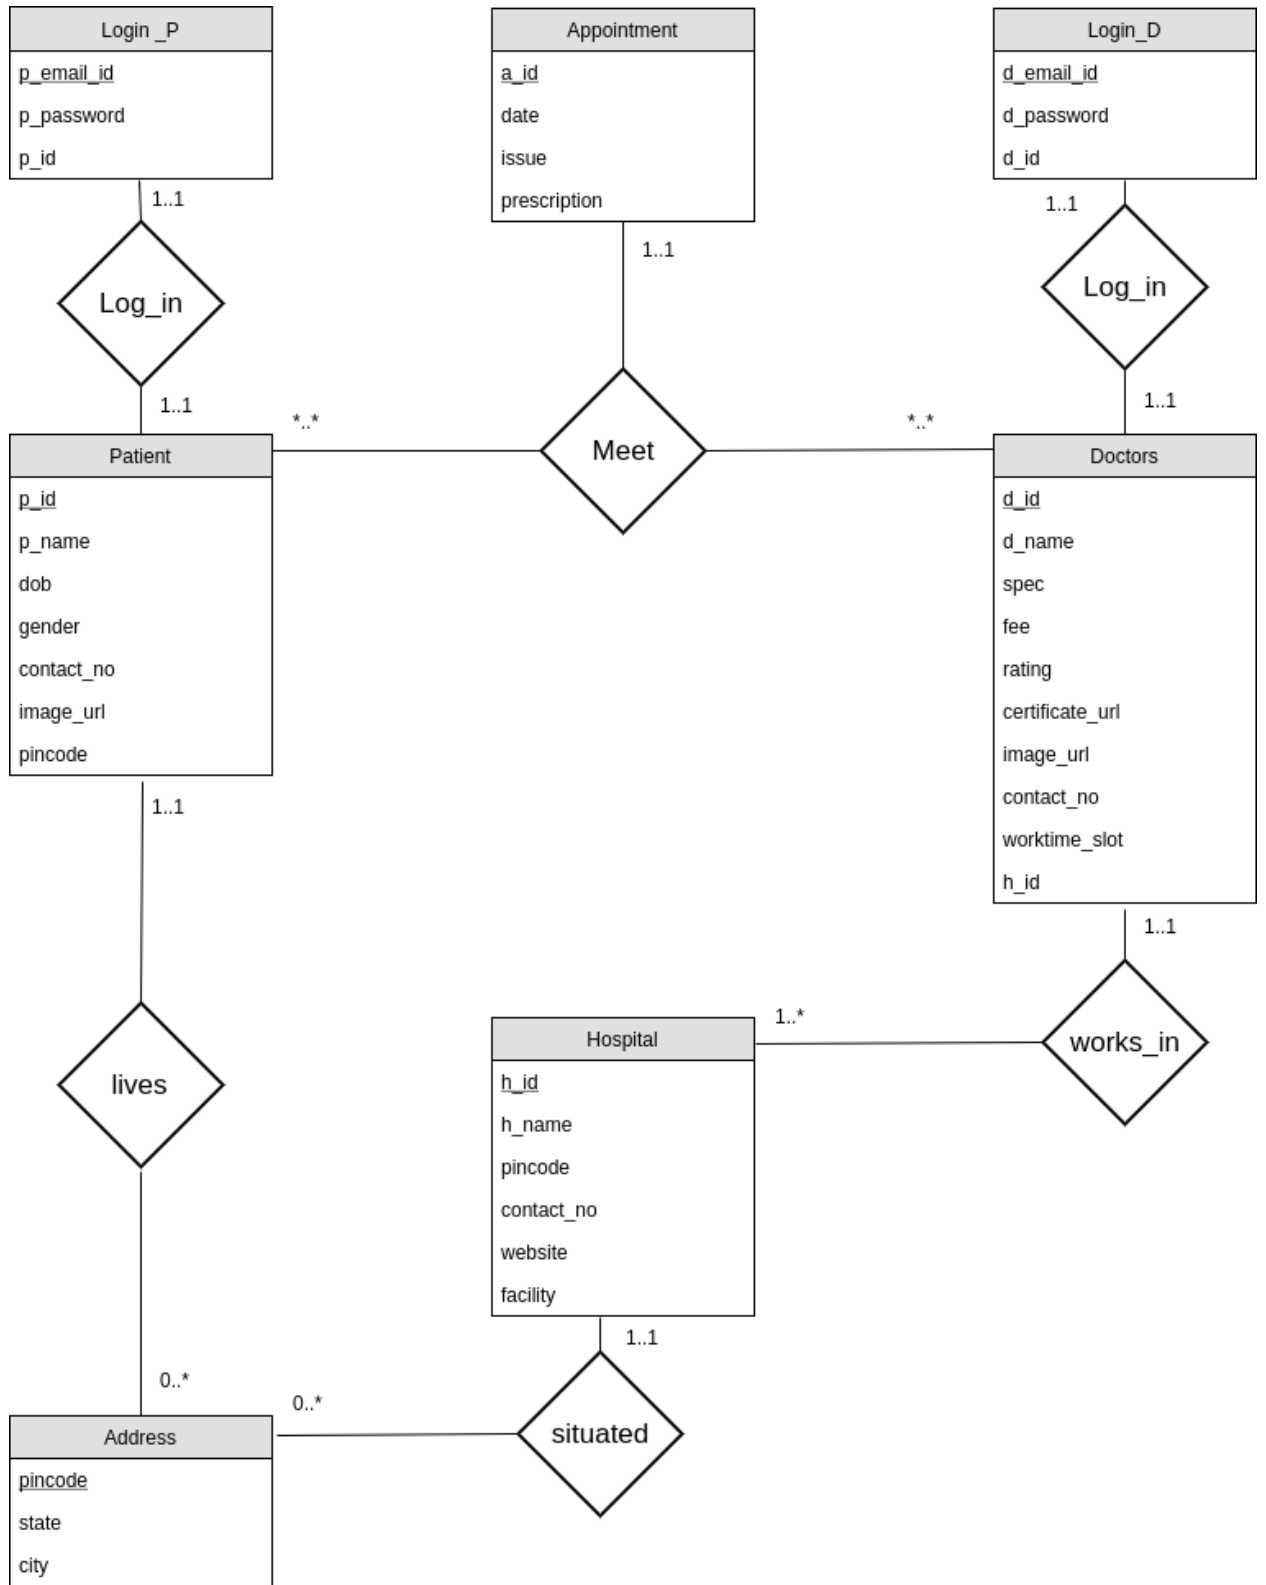 Login _P
p_email_id
p_password
p_id
Appointment
a_id
date
issue
prescription
Login_D
d_email_id
d_password
d_id
1..1
Log_in
1..1
1..1
1..1
Log_in
1..1
*..*
Meet
*..*
Patient
p_id
p_name
dob
gender
contact_no
image_url
pincode
Doctors
d_id
d_name
spec
fee
rating
certificate_url
image_url
contact_no
worktime_slot
h_id
1..1
lives
0..*
1..1
works_in
1..*
Hospital
h_id
h_name
pincode
contact_no
website
facility
1..1
situated
0..*
Address
pincode
state
city